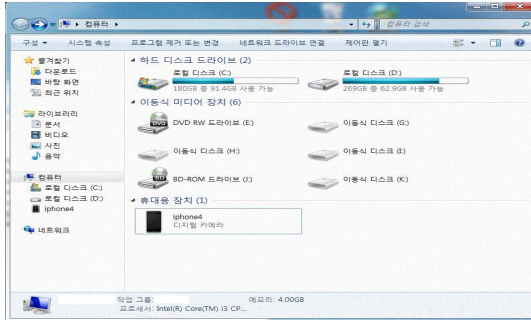 컴퓨터
컴퓨터 검색
구성
시스템 속성
프로그램 제거 또는 변경
네트워크 드라이브 연결
제어판 열기
즐겨찾기
다운로드
바탕 화면
최근 위치
라이브러리
문서
비디오
사진
음악
컴퓨터
로컬 디스크 (C:)
로컬 디스크 (D:)
iphone4
네트워크
하드 디스크 드라이브 (2)
로컬 디스크 (C:)
180GB 중 91.4GB 사용 가능
로컬 디스크 (D:)
269GB 중 62.9GB 사용 가능
이동식 미디어 장치 (6)
DVD RW 드라이브 (E:)
이동식 디스크 (G:)
이동식 디스크 (H:)
이동식 디스크 (I:)
BD-ROM 드라이브 (J:)
이동식 디스크 (K:)
휴대용 장치 (1)
iphone4
디지털 카메라
작업 그룹:
메모리: 4.00GB
프로세서: Intel(R) Core(TM) i3 CP...